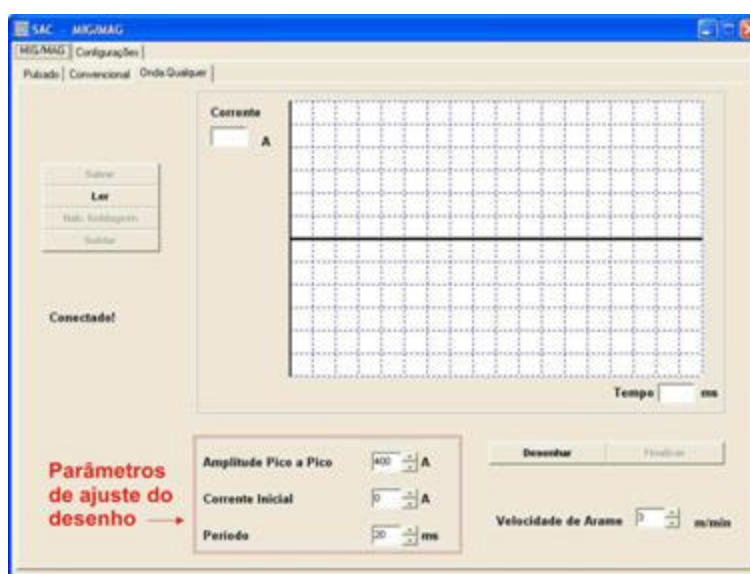 SAC - MIG/MAG
MIG/MAG Configurações
Pulsado Convencional Onda Qualquer
Corrente
A
Salvar
Ler
Hab. Soldagem
Soldar
Conectado!
Tempo ms
Parâmetros
de ajuste do
desenho
Amplitude Pico a Pico 400 A
Corrente Inicial 0 A
Período 20 ms
Desenhar Finalizar
Velocidade de Arame 3 m/min